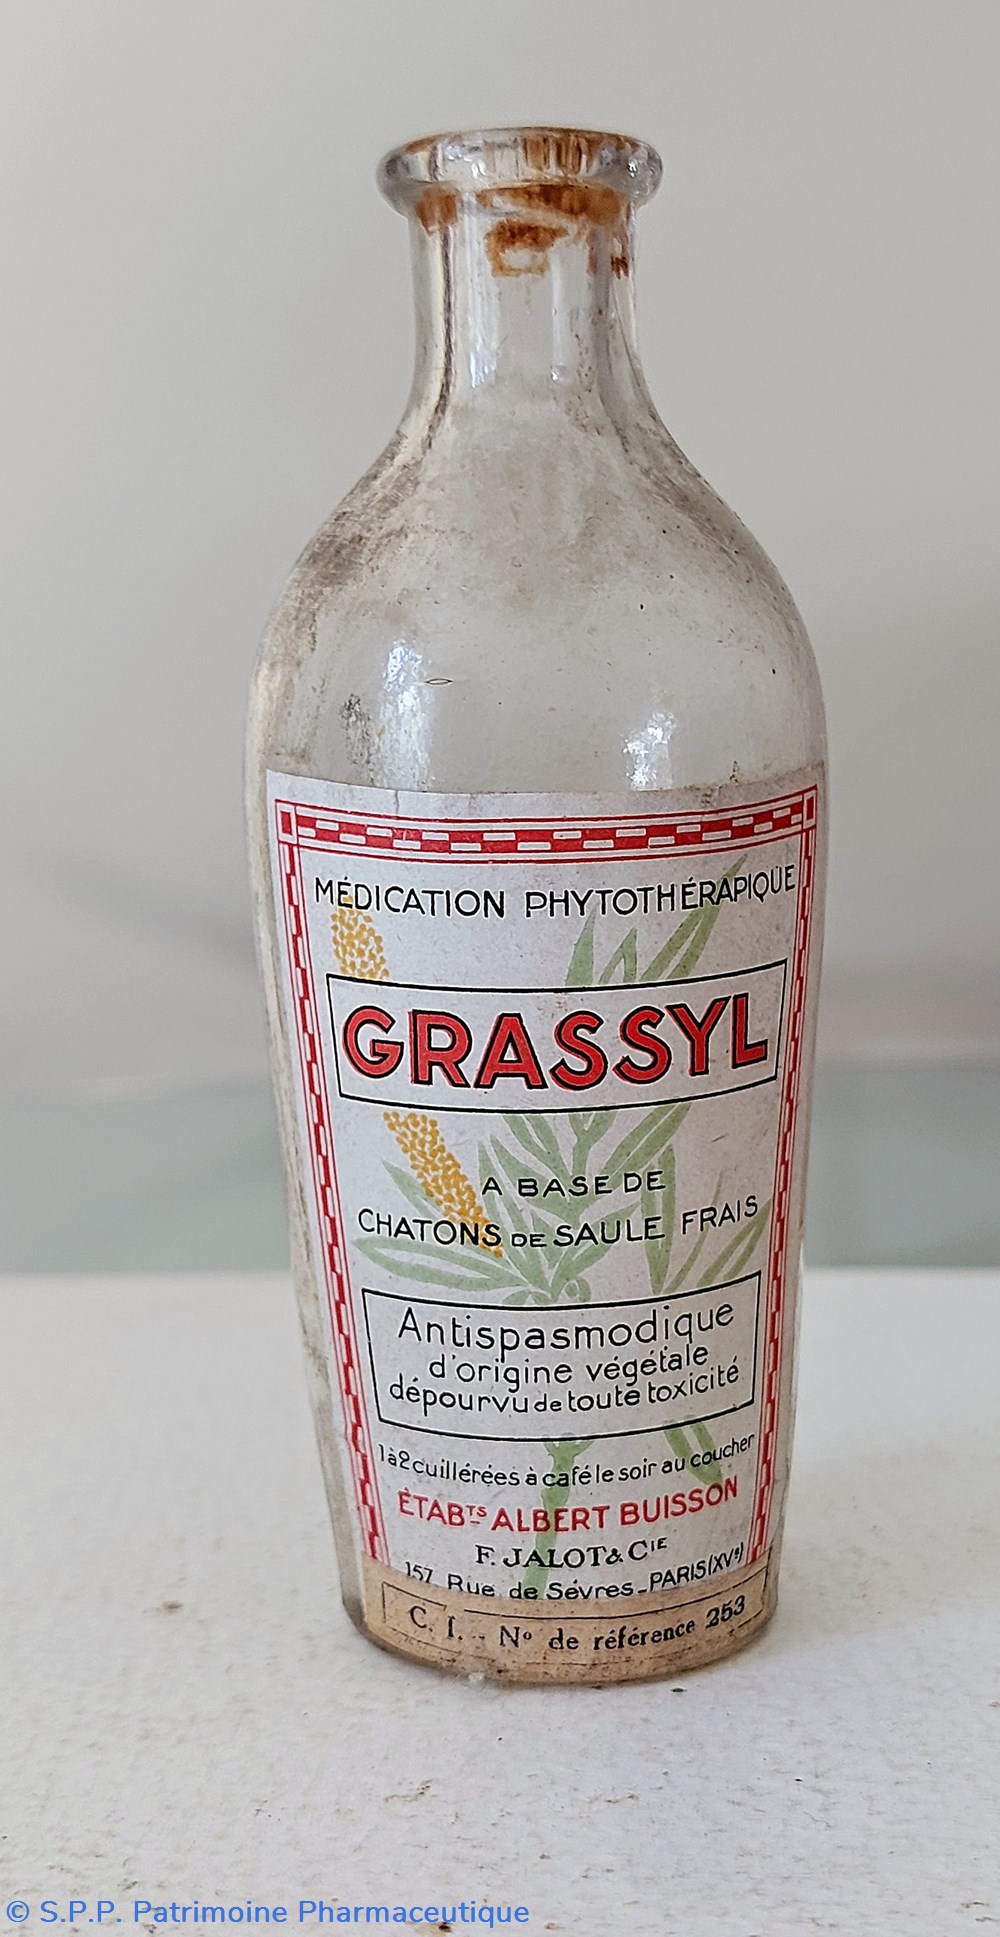 MÉDICATION PHYTOTHÉRAPIQUE
GRASSYL
A BASE DE
CHATONS DE SAULE FRAIS
Antispasmodique
d'origine végétale
dépourvu de toute toxicité
1 à 2 cuillérées à café le soir au coucher
ÉTABTS ALBERT BUISSON
F. JALOT & CIE
157, Rue de Sèvres - PARIS (XVe)
C. I. - No de référence 253
© S.P.P. Patrimoine Pharmaceutique